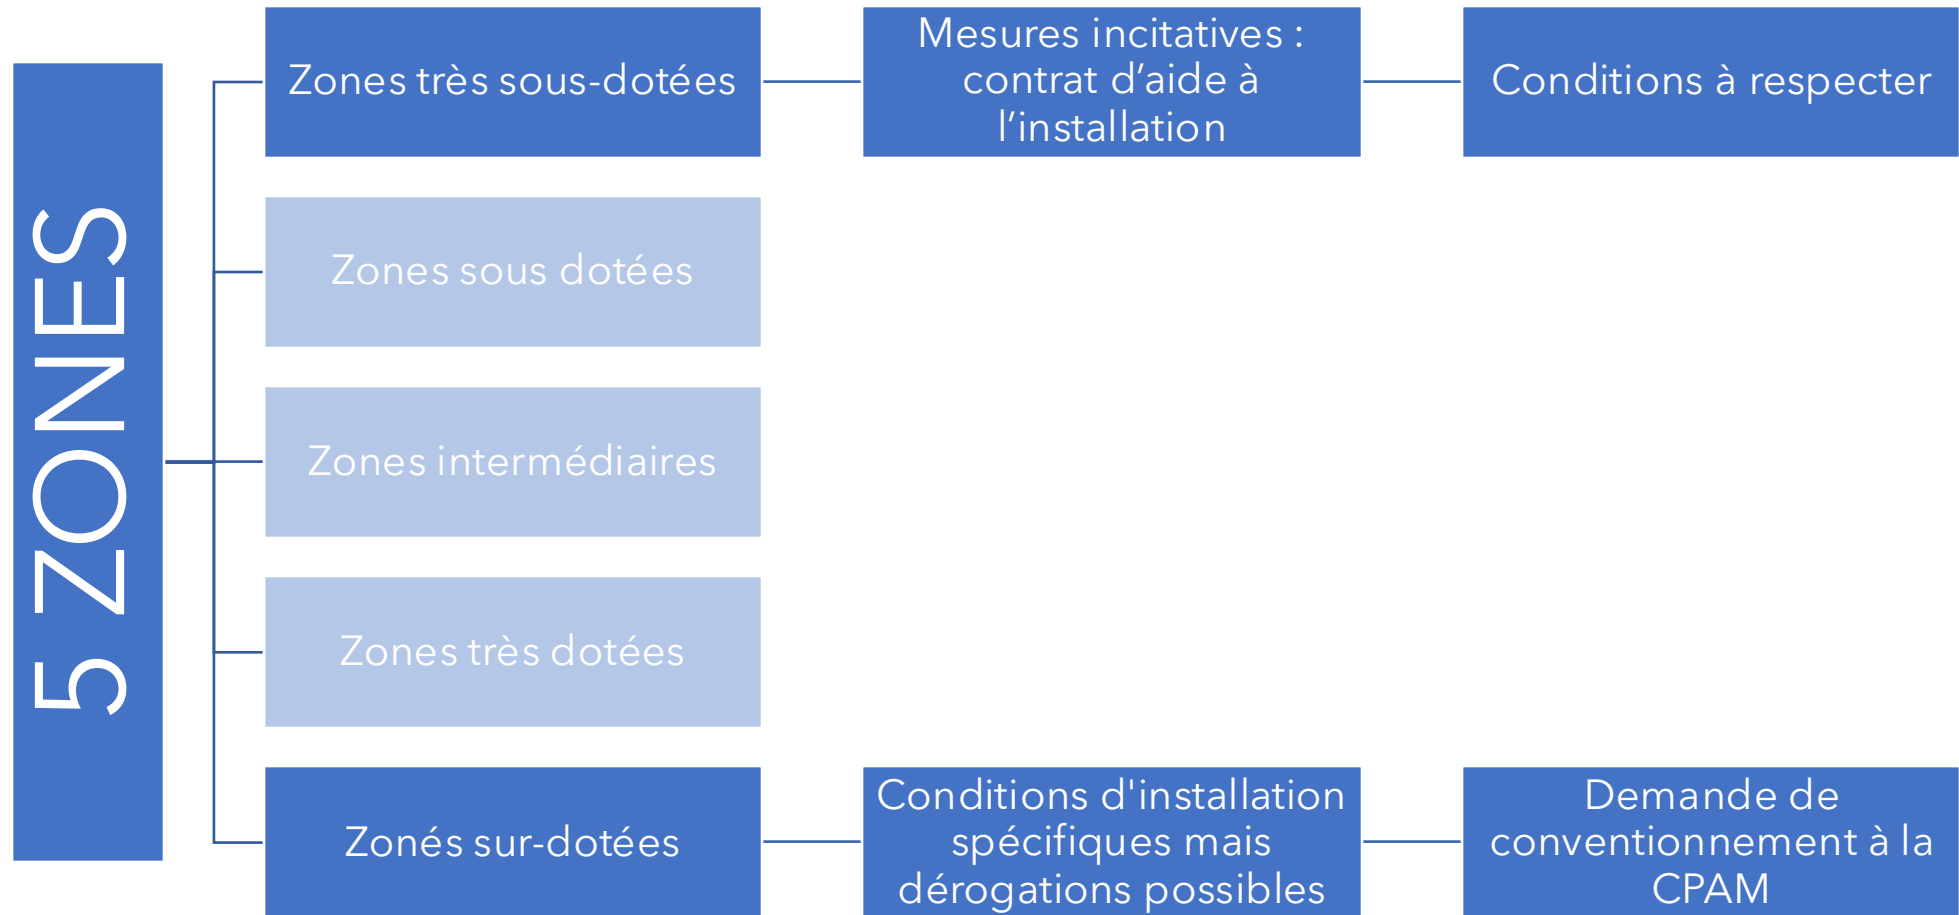 5 ZONES
Zones très sous-dotées
Mesures incitatives :
contrat d’aide à
l’installation
Conditions à respecter
Zones sous dotées
Zones intermédiaires
Zones très dotées
Zonés sur-dotées
Conditions d'installation
spécifiques mais
dérogations possibles
Demande de
conventionnement à la
CPAM